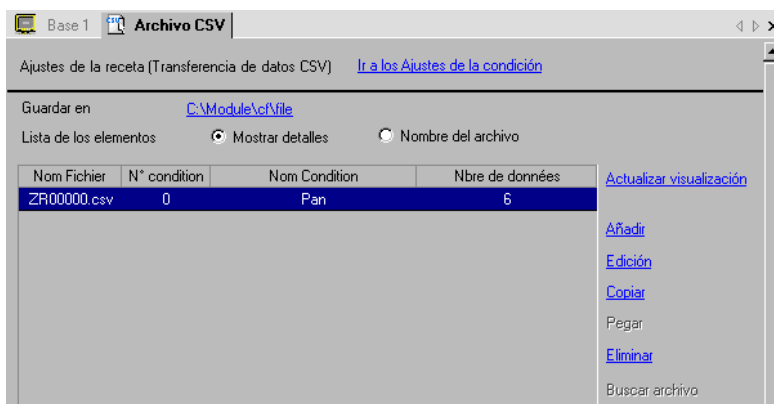 Base 1 Archivo CSV
Ajustes de la receta (Transferencia de datos CSV) Ir a los Ajustes de la condición
Guardar en C:\Module\cf\file
Lista de los elementos Mostrar detalles Nombre del archivo
Nom Fichier N° condition Nom Condition Nbre de données Actualizar visualización
ZR00000.csv 0 Pan 6
Añadir
Edición
Copiar
Pegar
Eliminar
Buscar archivo